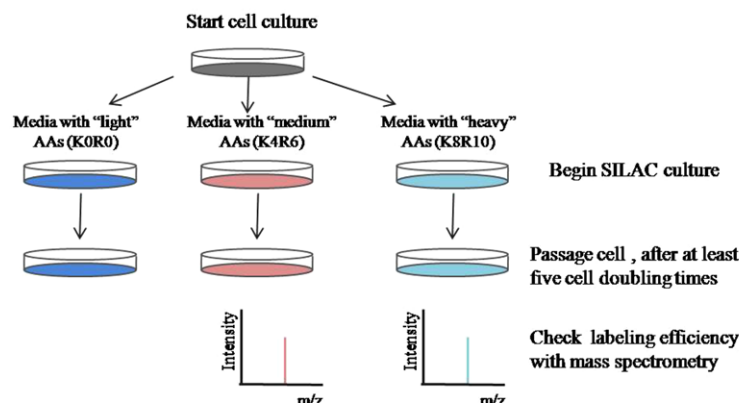 Start cell culture
Media with “light”
AAs (K0R0)
Media with “medium”
AAs (K4R6)
Media with “heavy”
AAs (K8R10)
Begin SILAC culture
Passage cell , after at least
five cell doubling times
Intensity
m/z
Intensity
m/z
Check labeling efficiency
with mass spectrometry